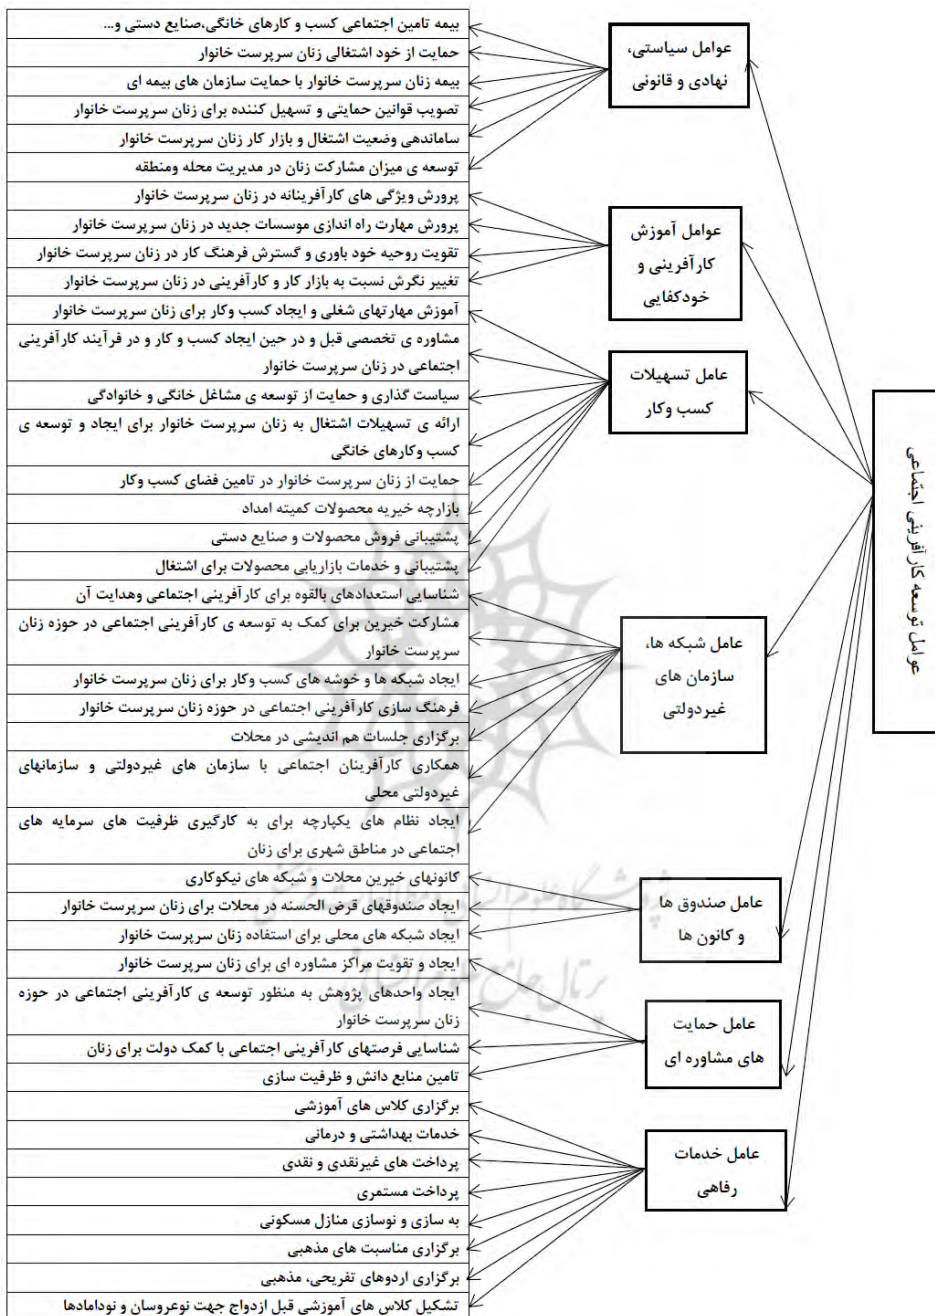 عوامل توسعه کارآفرینی اجتماعی
عوامل سیاستی،
نهادی و قانونی
بیمه تامین اجتماعی کسب و کارهای خانگی،صنایع دستی و...
حمایت از خود اشتغالی زنان سرپرست خانوار
بیمه زنان سرپرست خانوار با حمایت سازمان های بیمه ای
تصویب قوانین حمایتی و تسهیل کننده برای زنان سرپرست خانوار
ساماندهی وضعیت اشتغال و بازار کار زنان سرپرست خانوار
توسعه ی میزان مشارکت زنان در مدیریت محله ومنطقه
عوامل آموزش
کارآفرینی و
خودکفایی
پرورش ویژگی های کارآفرینانه در زنان سرپرست خانوار
پرورش مهارت راه اندازی موسسات جدید در زنان سرپرست خانوار
تقویت روحیه خود باوری و گسترش فرهنگ کار در زنان سرپرست خانوار
تغییر نگرش نسبت به بازار کار و کارآفرینی در زنان سرپرست خانوار
عامل تسهیلات
کسب وکار
آموزش مهارتهای شغلی و ایجاد کسب وکار برای زنان سرپرست خانوار
مشاوره ی تخصصی قبل و در حین ایجاد کسب و کار و در فرآیند کارآفرینی
اجتماعی در زنان سرپرست خانوار
سیاست گذاری و حمایت از توسعه ی مشاغل خانگی و خانوادگی
ارائه ی تسهیلات اشتغال به زنان سرپرست خانوار برای ایجاد و توسعه ی
کسب وکارهای خانگی
حمایت از زنان سرپرست خانوار در تامین فضای کسب وکار
بازارچه خیریه محصولات کمیته امداد
پشتیبانی فروش محصولات و صنایع دستی
پشتیبانی و خدمات بازاریابی محصولات برای اشتغال
عامل شبکه ها،
سازمان های
غیردولتی
شناسایی استعدادهای بالقوه برای کارآفرینی اجتماعی وهدایت آن
مشارکت خیرین برای کمک به توسعه ی کارآفرینی اجتماعی در حوزه زنان
سرپرست خانوار
ایجاد شبکه ها و خوشه های کسب وکار برای زنان سرپرست خانوار
فرهنگ سازی کارآفرینی اجتماعی در حوزه زنان سرپرست خانوار
برگزاری جلسات هم اندیشی در محلات
همکاری کارآفرینان اجتماعی با سازمان های غیردولتی و سازمانهای
غیردولتی محلی
ایجاد نظام های یکپارچه برای به کارگیری ظرفیت های سرمایه های
اجتماعی در مناطق شهری برای زنان
عامل صندوق ها
و کانون ها
کانونهای خیرین محلات و شبکه های نیکوکاری
ایجاد صندوقهای قرض الحسنه در محلات برای زنان سرپرست خانوار
ایجاد شبکه های محلی برای استفاده زنان سرپرست خانوار
عامل حمایت
های مشاوره ای
ایجاد و تقویت مراکز مشاوره ای برای زنان سرپرست خانوار
ایجاد واحدهای پژوهش به منظور توسعه ی کارآفرینی اجتماعی در حوزه
زنان سرپرست خانوار
شناسایی فرصتهای کارآفرینی اجتماعی با کمک دولت برای زنان
تامین منابع دانش و ظرفیت سازی
عامل خدمات
رفاهی
برگزاری کلاس های آموزشی
خدمات بهداشتی و درمانی
پرداخت های غیرنقدی و نقدی
پرداخت مستمری
به سازی و نوسازی منازل مسکونی
برگزاری مناسبت های مذهبی
برگزاری اردوهای تفریحی، مذهبی
تشکیل کلاس های آموزشی قبل ازدواج جهت نوعروسان و نودامادها
پژوهشگاه علوم انسانی و مطالعات فرهنگی
پرتال جامع علوم انسانی